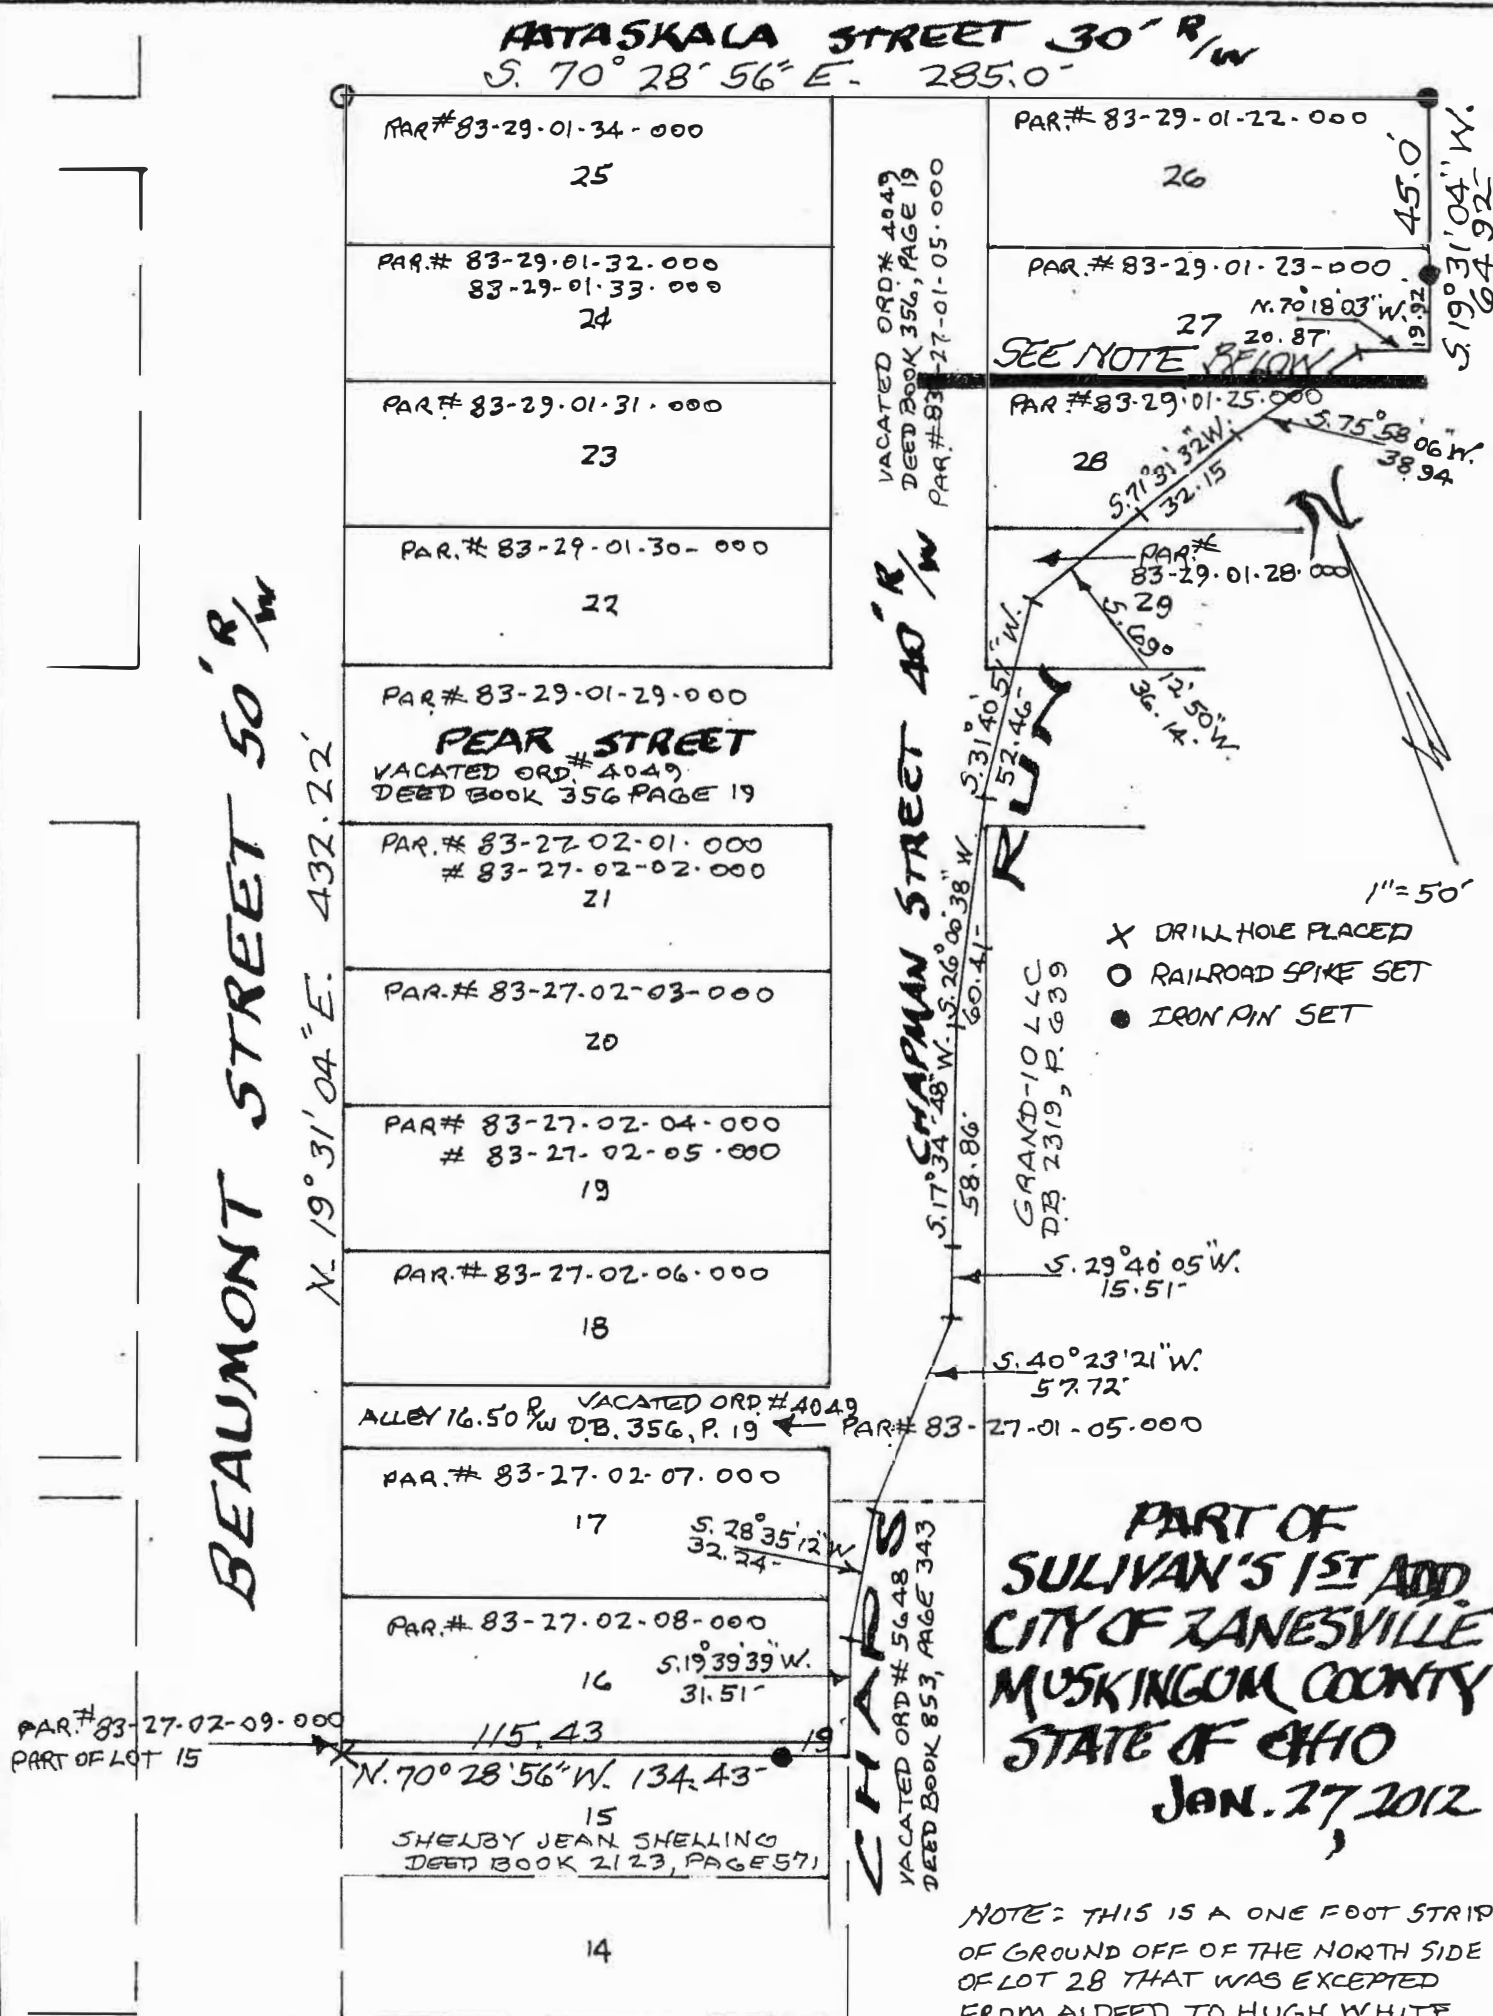 PATASKALA STREET 30' R/W
S. 70° 28' 56" E. 285.0'
PAR# 83-29-01-34-000
25
PAR.# 83-29-01-32.000
83-29-01-33.000
24
PAR# 83-29-01-31.000
23
PAR.# 83-29-01-30-000
22
PAR# 83-29-01-29-000
PEAR STREET
VACATED ORD.# 4049
DEED BOOK 356 PAGE 19
PAR.# 83-27-02-01.000
# 83-27-02-02.000
21
PAR.# 83-27-02-03-000
20
PAR# 83-27-02-04-000
# 83-27-02-05-000
19
PAR.# 83-27-02-06-000
18
ALLEY 16.50 R/W
VACATED ORD.# 4049
D.B. 356, P. 19
PAR# 83-27-01-05.000
PAR.# 83-27-02-07.000
17
S. 28° 35' 12" W
32.24'
PAR.# 83-27-02-08-000
16
S. 19° 39' 39" W.
31.51'
PAR.# 83-27-02-09-000
PART OF LOT 15
115.43
19'
N. 70° 28' 56" W. 134.43'
15
SHELBY JEAN SHELLING
DEED BOOK 2123, PAGE 571
14
BEAUMONT STREET 50' R/W
N. 19° 31' 04" E. 432.22'
VACATED ORD# 4049
DEED BOOK 356, PAGE 19
PAR.# 83-27-01-05.000
CHAPMAN STREET 40' R/W
PAR.# 83-29-01-22-000
26
45.0'
S. 19° 31' 04" W.
64.92'
PAR.# 83-29-01-23-000
27
N. 70° 18' 03" W.
20.87'
19.92'
SEE NOTE BELOW
PAR.# 83-29-01-25.000
28
S. 75° 58' 06" W.
38.94
S. 71° 31' 32" W.
32.15
PAR.#
83-29-01-28.000
29
S. 69° 12' 50" W.
36.14'
N
S. 31° 40' 51" W.
52.46'
RUN
S. 26° 00' 38" W
60.41'
S. 17° 34' 48" W.
58.86'
1"=50'
X DRILL HOLE PLACED
O RAILROAD SPIKE SET
● IRON PIN SET
GRAND-10 LLC
DB 2319, P. 639
S. 29° 40' 05" W.
15.51'
S. 40° 23' 21" W.
57.72'
CHAPS
VACATED ORD# 5648
DEED BOOK 853, PAGE 343
PART OF
SULIVAN'S 1ST ADD.
CITY OF ZANESVILLE
MUSKINGUM COUNTY
STATE OF OHIO
JAN. 27, 2012
NOTE: THIS IS A ONE FOOT STRIP
OF GROUND OFF OF THE NORTH SIDE
OF LOT 28 THAT WAS EXCEPTED
FROM A DEED TO HUGH WHITE